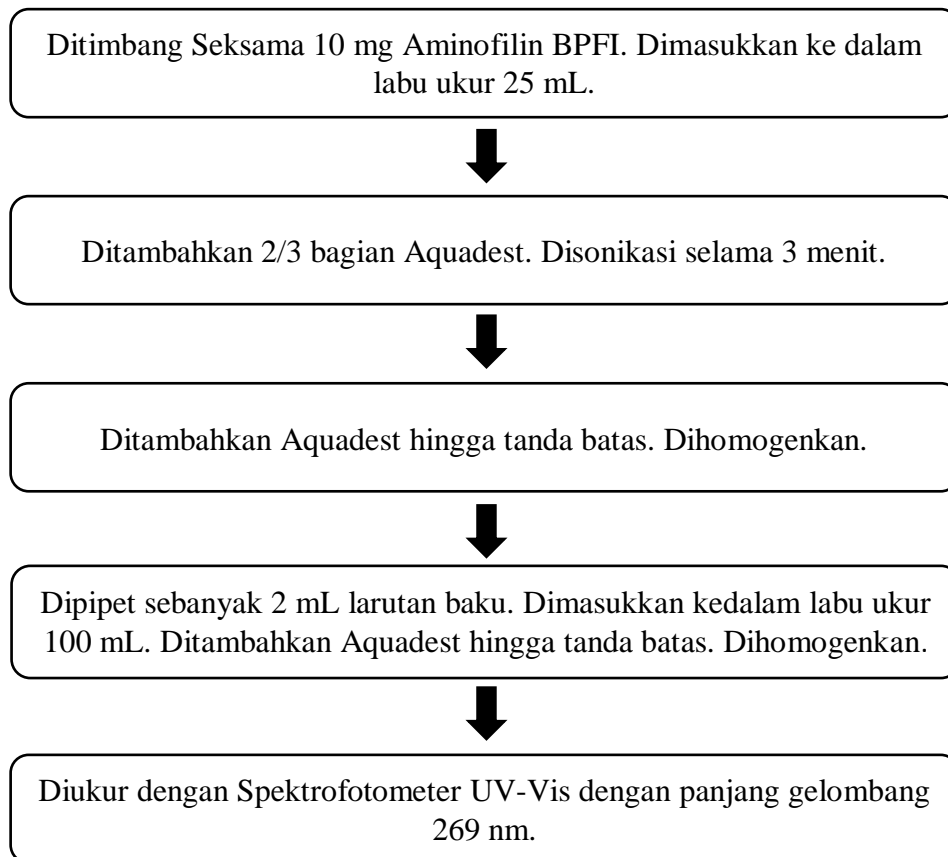 Ditimbang Seksama 10 mg Aminofilin BPFI. Dimasukkan ke dalam
labu ukur 25 mL.
Ditambahkan 2/3 bagian Aquadest. Disonikasi selama 3 menit.
Ditambahkan Aquadest hingga tanda batas. Dihomogenkan.
Dipipet sebanyak 2 mL larutan baku. Dimasukkan kedalam labu ukur
100 mL. Ditambahkan Aquadest hingga tanda batas. Dihomogenkan.
Diukur dengan Spektrofotometer UV-Vis dengan panjang gelombang
269 nm.